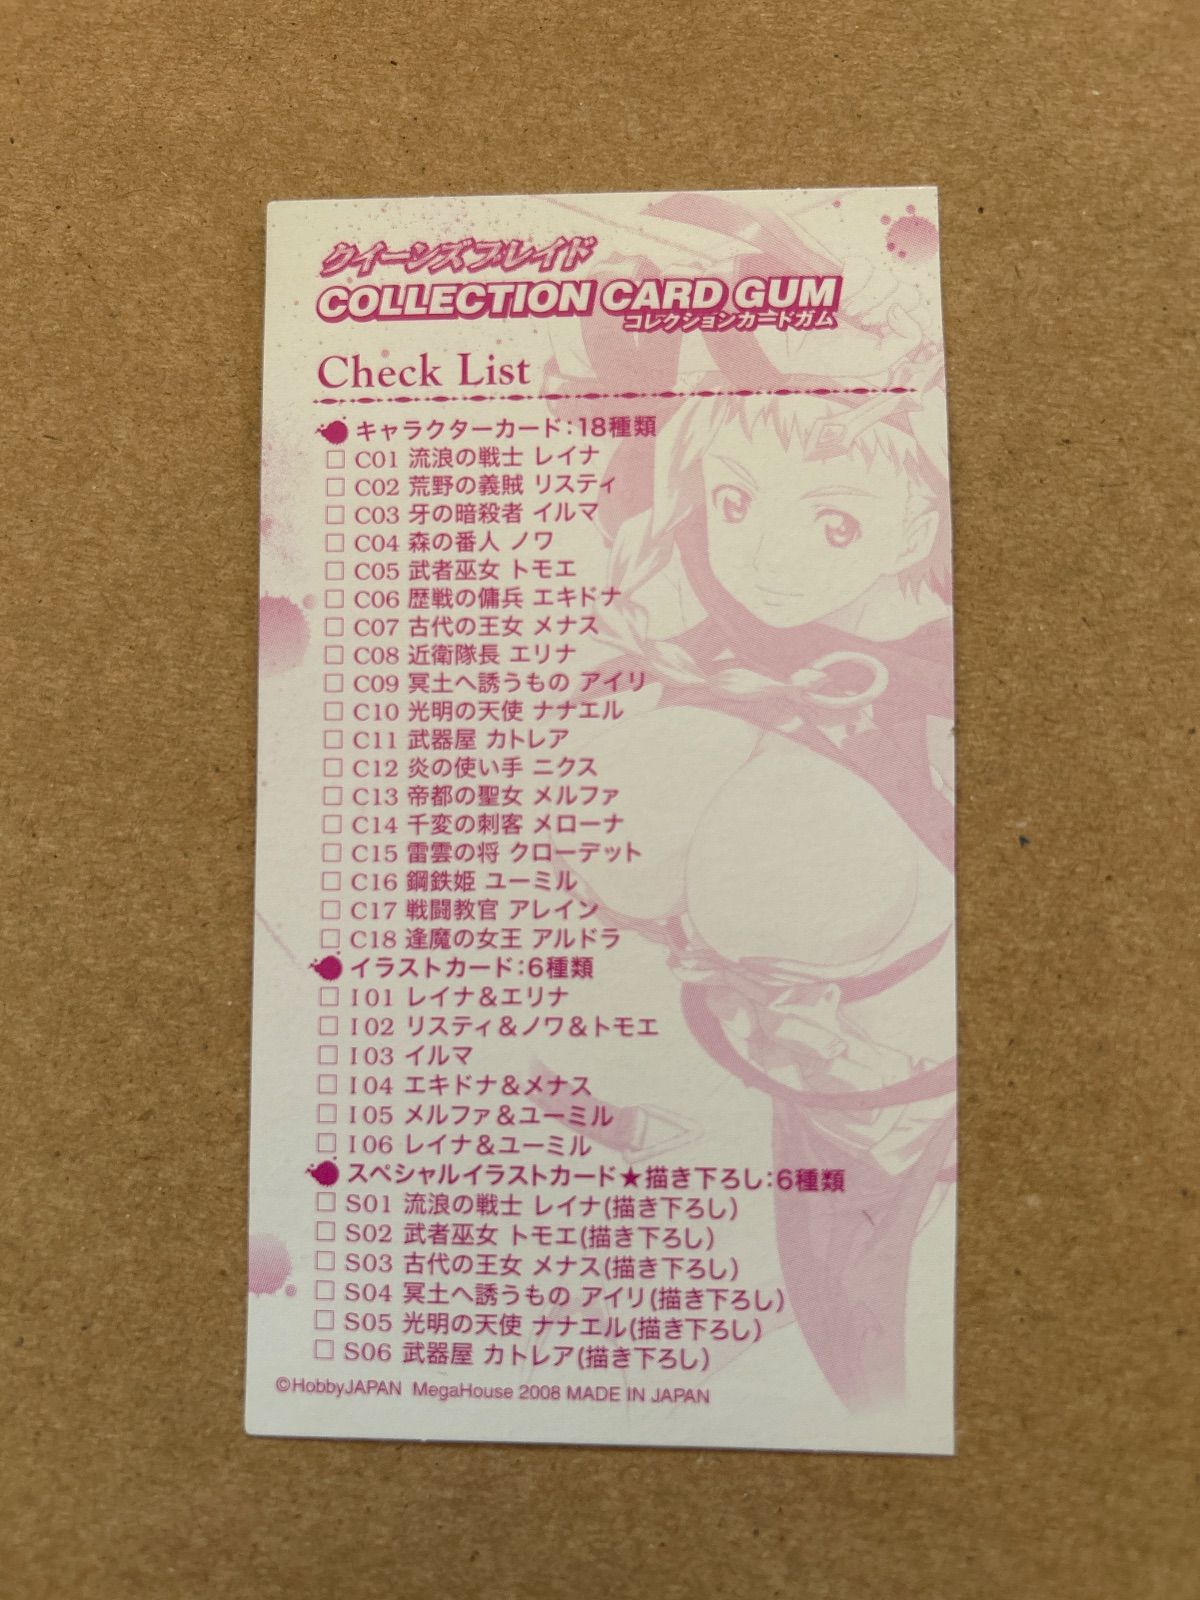 クイーンズブレイド
COLLECTION CARD GUM
コレクションカードガム
Check List
キャラクターカード:18種類
□ C01 流浪の戦士 レイナ
□ C02 荒野の義賊 リスティ
□ C03 牙の暗殺者 イルマ
□ C04 森の番人 ノワ
□ C05 武者巫女 トモエ
□ C06 歴戦の傭兵 エキドナ
□ C07 古代の王女 メナス
□ C08 近衛隊長 エリナ
□ C09 冥土へ誘うもの アイリ
□ C10 光明の天使 ナナエル
□ C11 武器屋 カトレア
□ C12 炎の使い手 ニクス
□ C13 帝都の聖女 メルファ
□ C14 千変の刺客 メローナ
□ C15 雷雲の将 クローデット
□ C16 鋼鉄姫 ユーミル
□ C17 戦闘教官 アレイン
□ C18 逢魔の女王 アルドラ
イラストカード:6種類
□ I01 レイナ&エリナ
□ I02 リスティ&ノワ&トモエ
□ I03 イルマ
□ I04 エキドナ&メナス
□ I05 メルファ&ユーミル
□ I06 レイナ&ユーミル
スペシャルイラストカード★描き下ろし:6種類
□ S01 流浪の戦士 レイナ(描き下ろし)
□ S02 武者巫女 トモエ(描き下ろし)
□ S03 古代の王女 メナス(描き下ろし)
□ S04 冥土へ誘うもの アイリ(描き下ろし)
□ S05 光明の天使 ナナエル(描き下ろし)
□ S06 武器屋 カトレア(描き下ろし)
©HobbyJAPAN MegaHouse 2008 MADE IN JAPAN